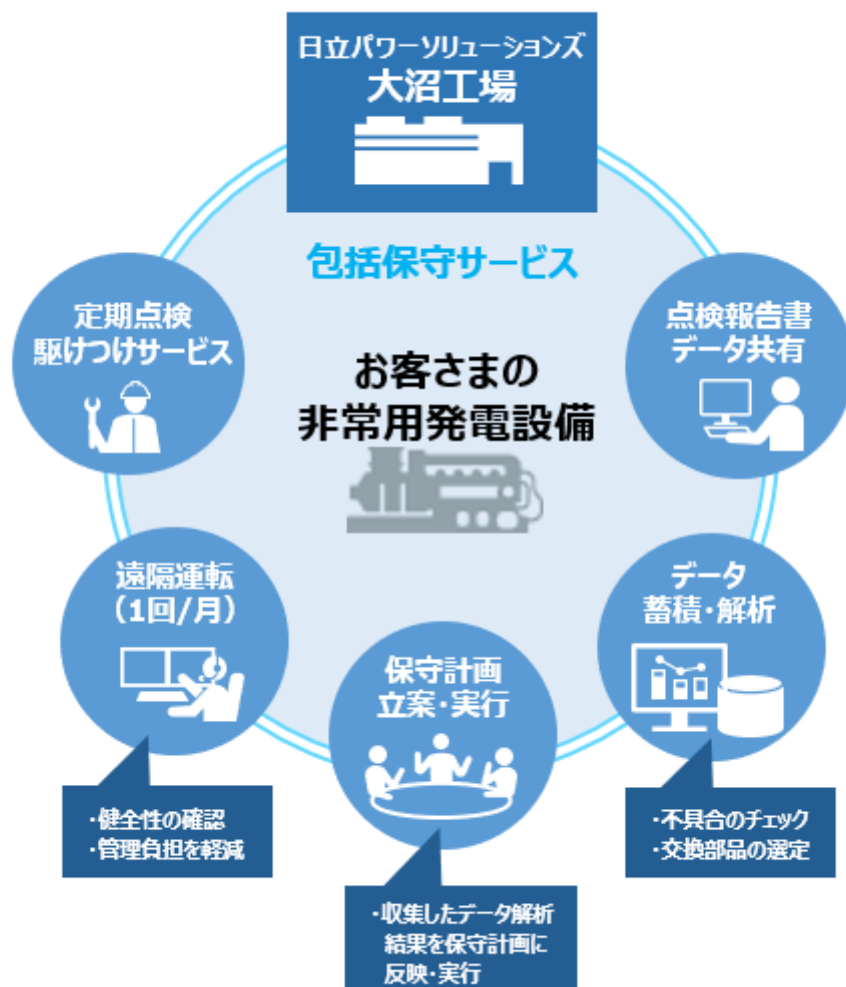 日立パワーソリューションズ
大沼工場
包括保守サービス
お客さまの
非常用発電設備
定期点検
駆けつけサービス
点検報告書
データ共有
遠隔運転
(1回/月)
データ
蓄積・解析
保守計画
立案・実行
・健全性の確認
・管理負担を軽減
・不具合のチェック
・交換部品の選定
・収集したデータ解析
結果を保守計画に
反映・実行